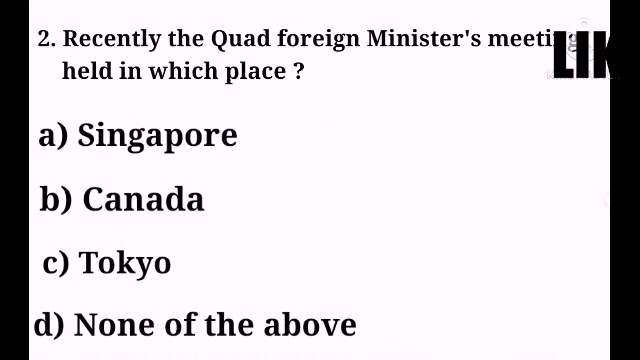 2. Recently the Quad foreign Minister's meeting
held in which place ?
a) Singapore
b) Canada
c) Tokyo
d) None of the above